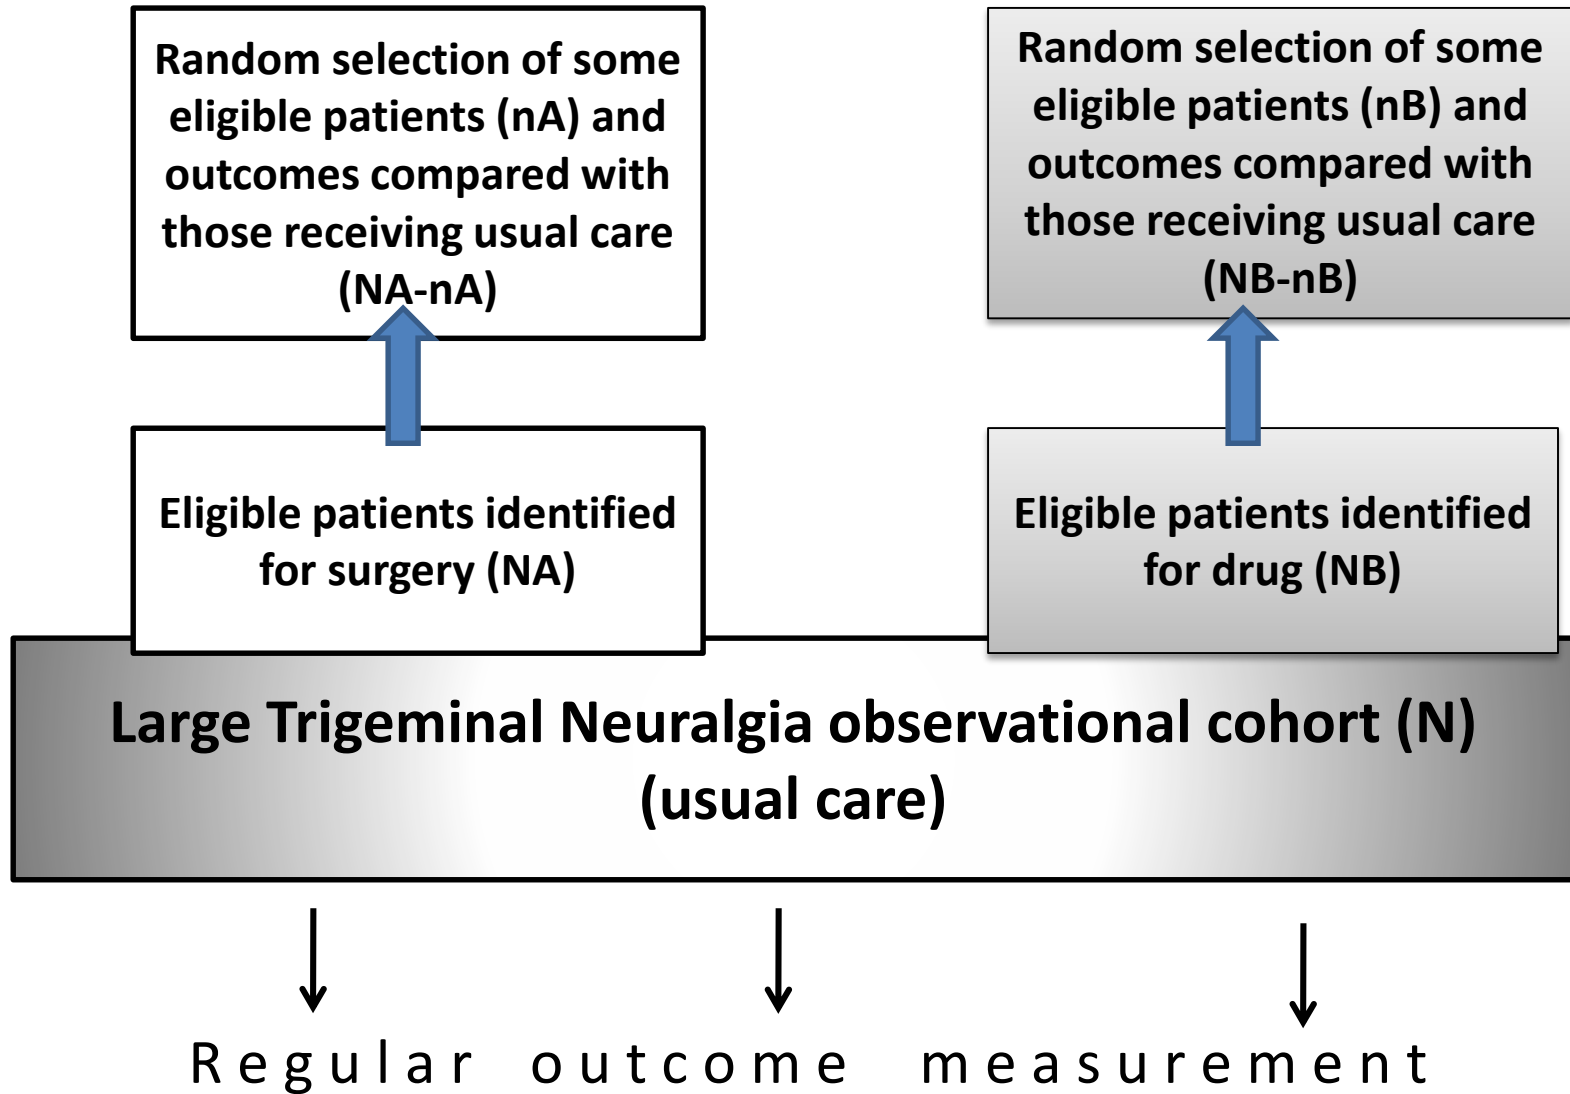 Random selection of some
eligible patients (nA) and
outcomes compared with
those receiving usual care
(NA-nA)
Random selection of some
eligible patients (nB) and
outcomes compared with
those receiving usual care
(NB-nB)
Eligible patients identified
for surgery (NA)
Eligible patients identified
for drug (NB)
Large Trigeminal Neuralgia observational cohort (N)
(usual care)
Regular outcome measurement